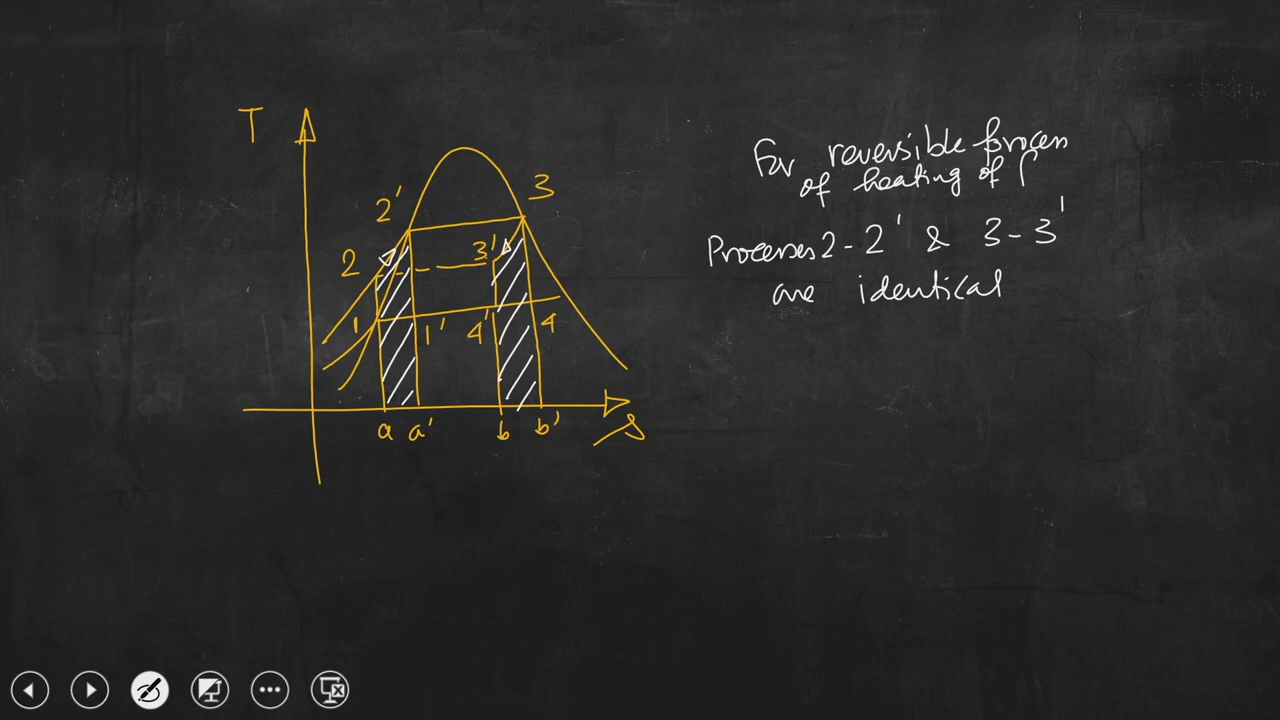 T
2'
3
2
3'
1
1'
4'
4
a
a'
b
b'
s
For reversible process
of heating of
Processes 2-2' & 3-3'
are identical